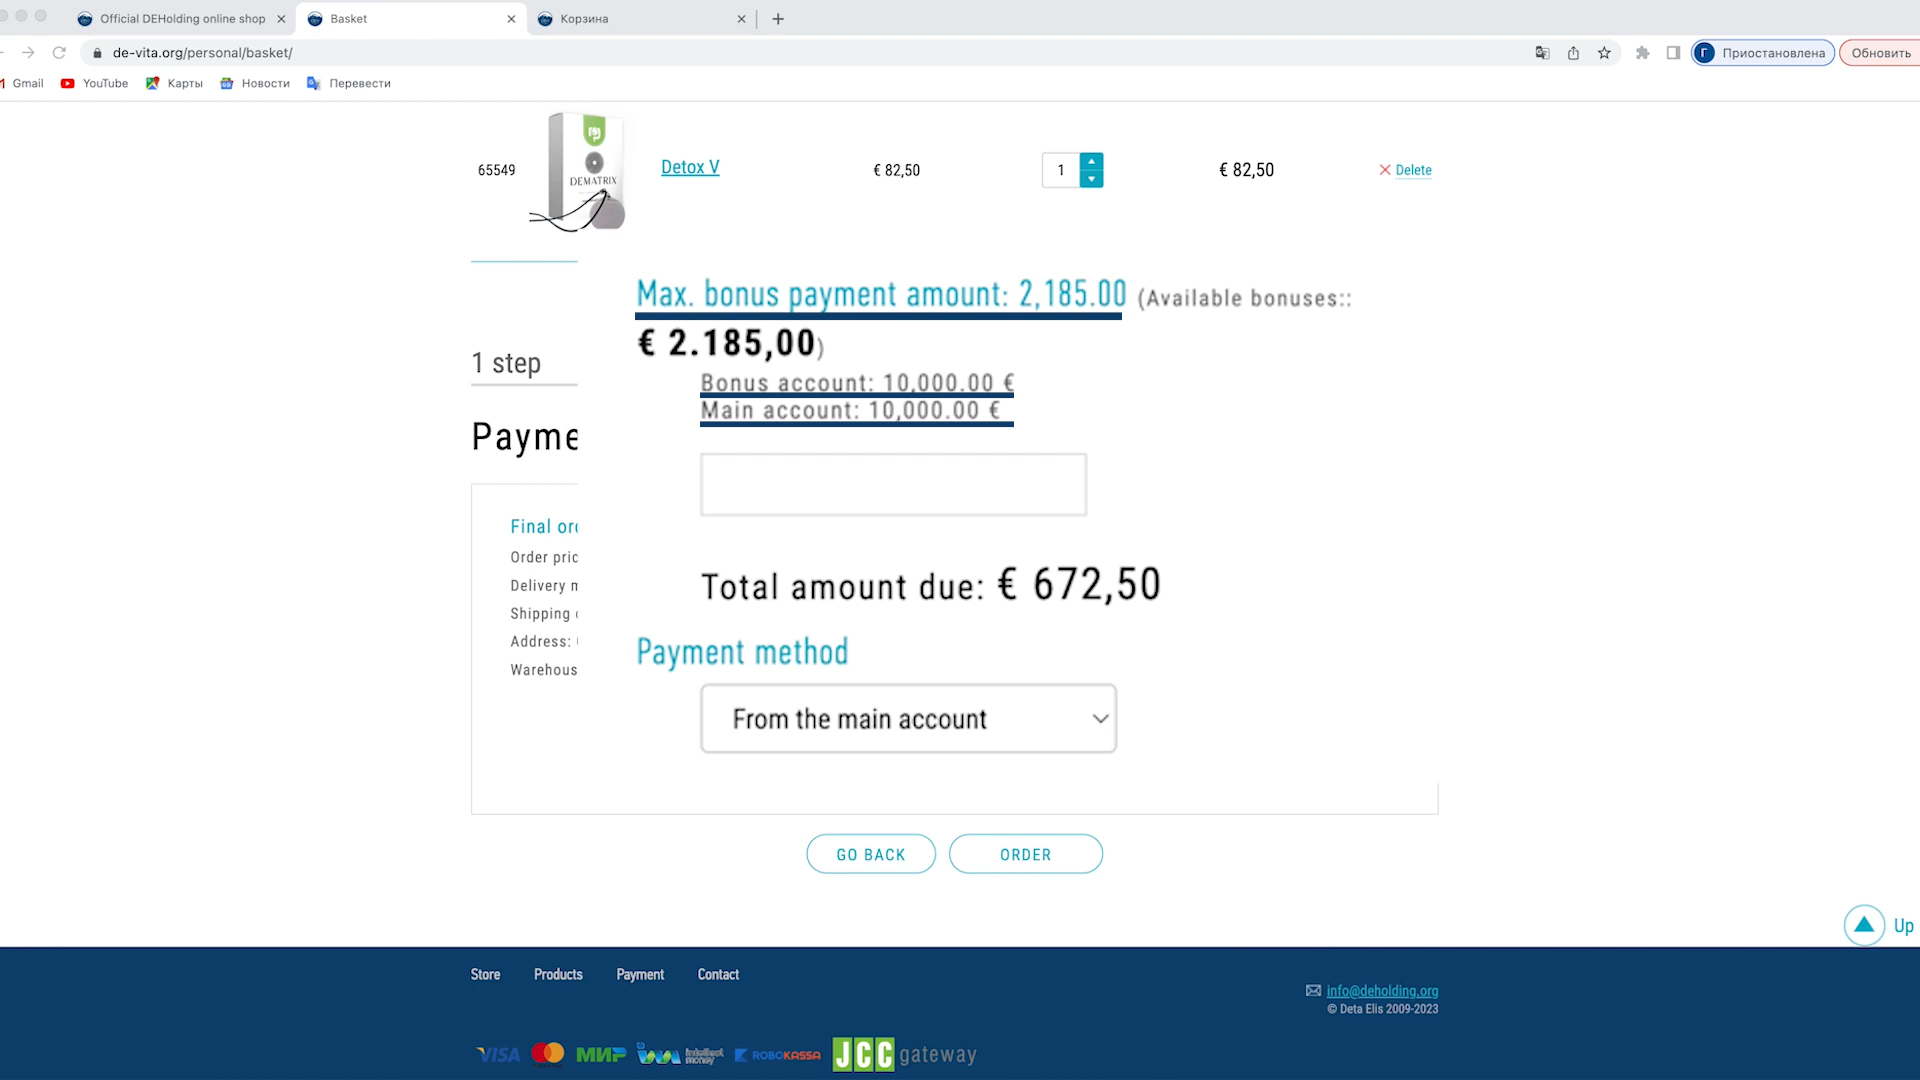 Official DEHolding online shop
Basket
Корзина
de-vita.org/personal/basket/
Приостановлена
Обновить
Gmail
YouTube
Карты
Новости
Перевести
65549
DEMATRIX
Detox V
€ 82,50
1
€ 82,50
Delete
Max. bonus payment amount: 2,185.00 (Available bonuses::
€ 2.185,00)
1 step
Bonus account: 10,000.00 €
Main account: 10,000.00 €
Payme
Final ord
Order pric
Delivery m
Shipping c
Address:
Warehous
Total amount due: € 672,50
Payment method
From the main account
GO BACK
ORDER
Up
Store
Products
Payment
Contact
info@deholding.org
© Deta Elis 2009-2023
VISA
МИР
intellect money
ROBOKASSA
JCC gateway